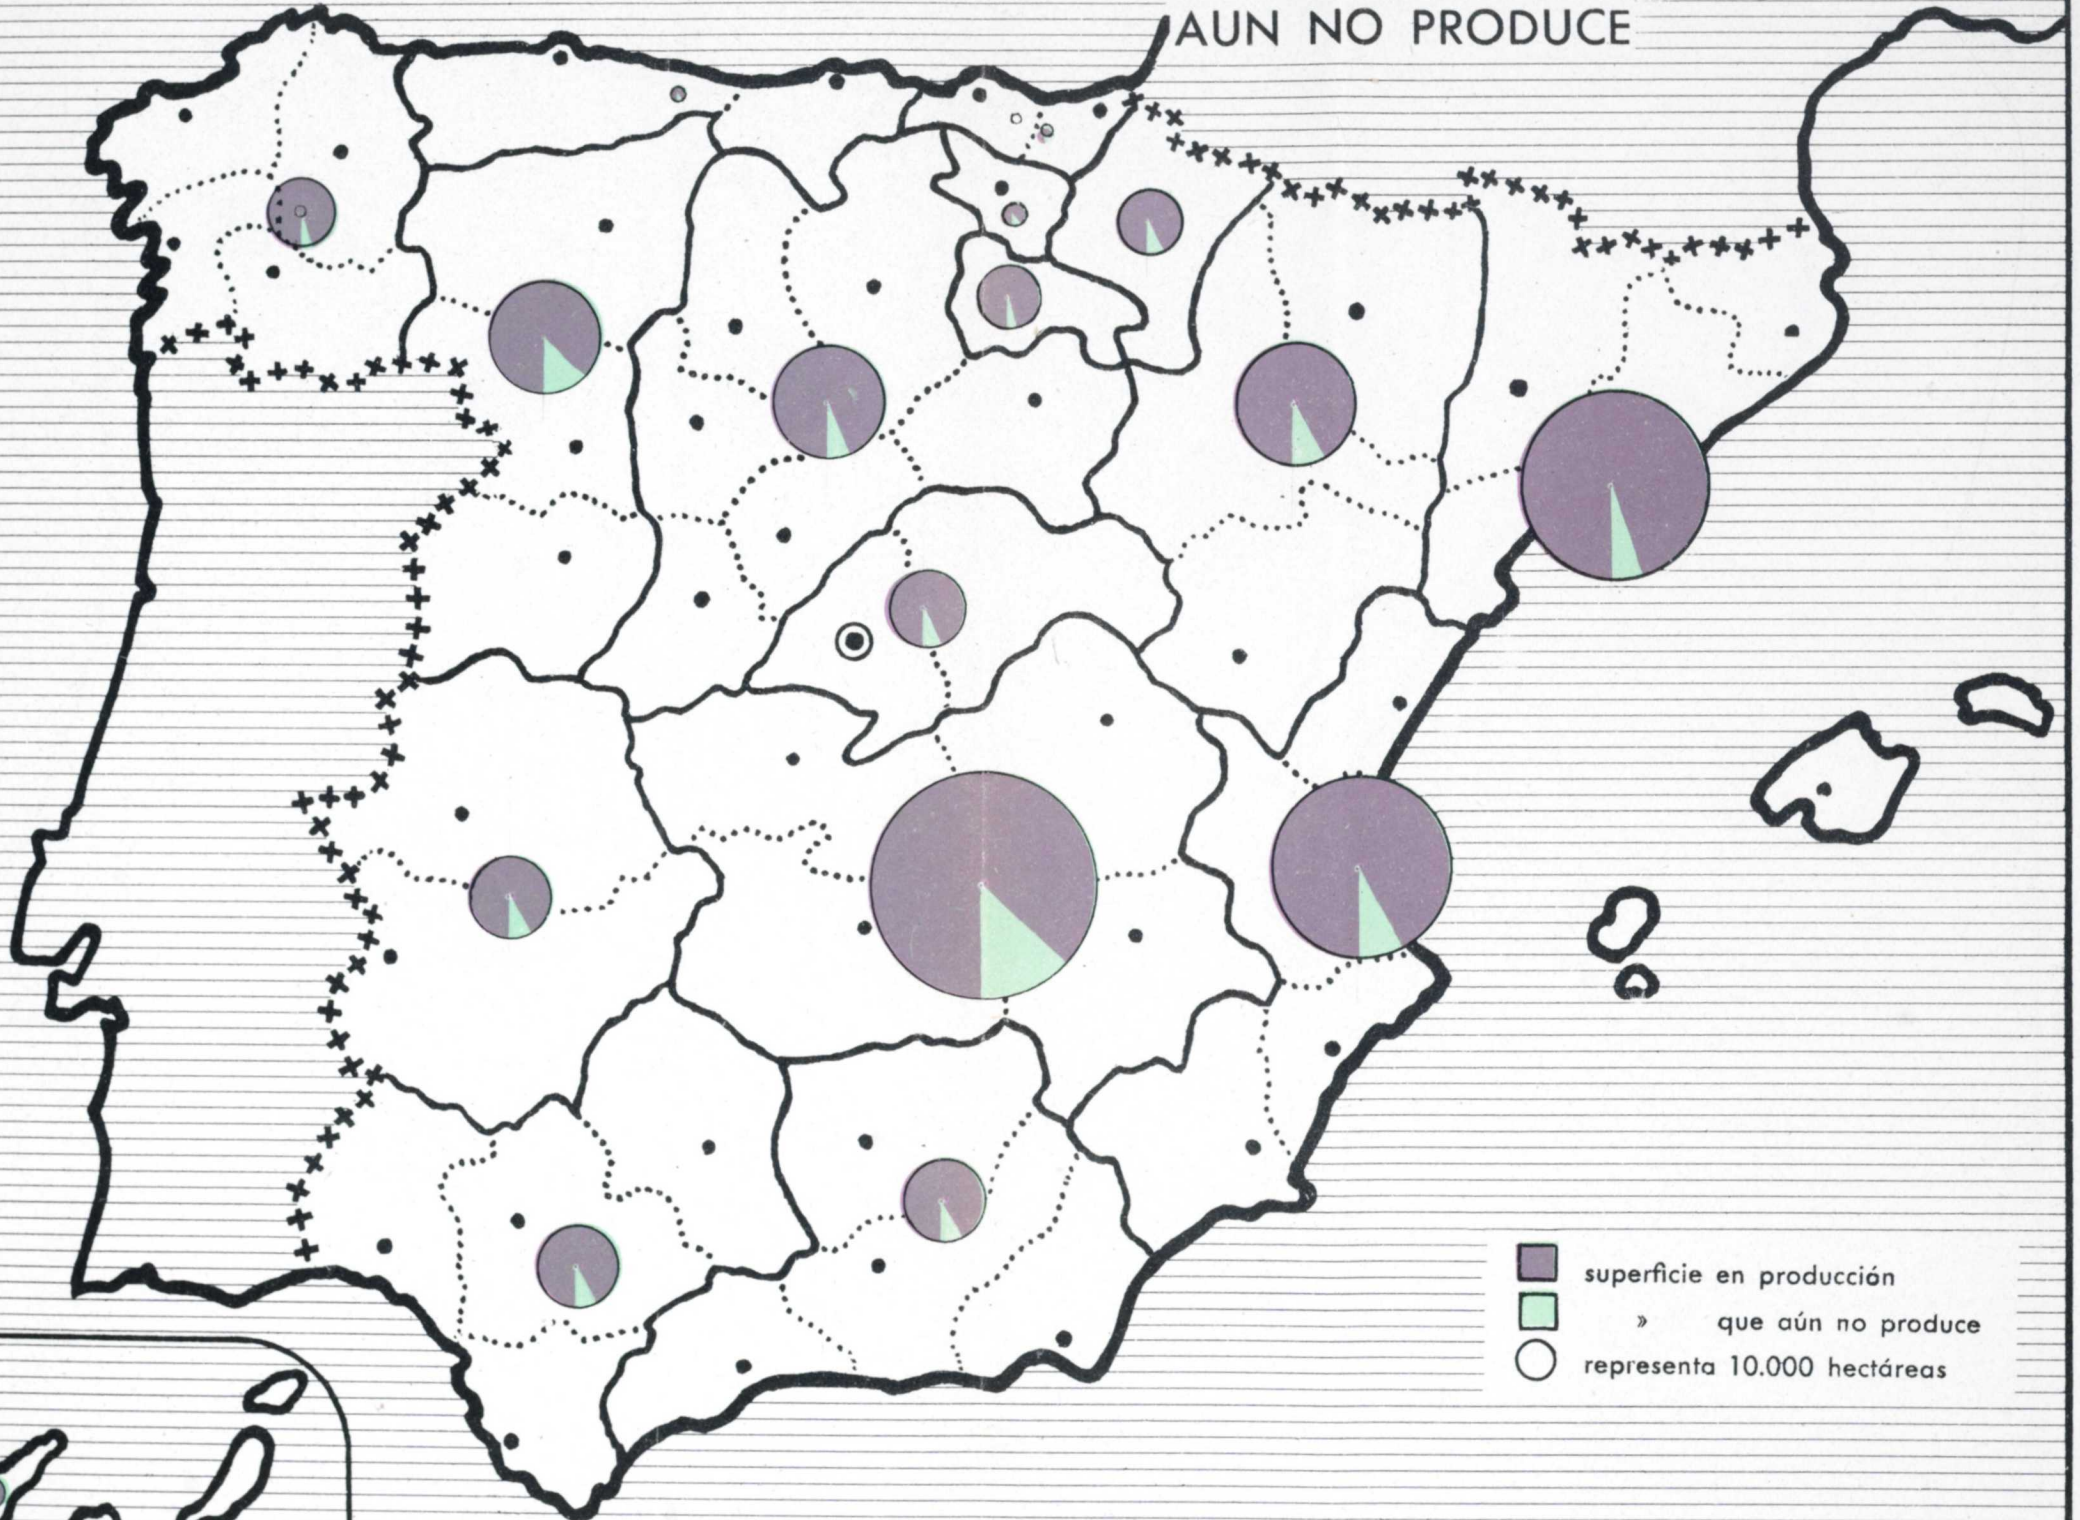 AUN NO PRODUCE
superficie en producción
» que aún no produce
representa 10.000 hectáreas